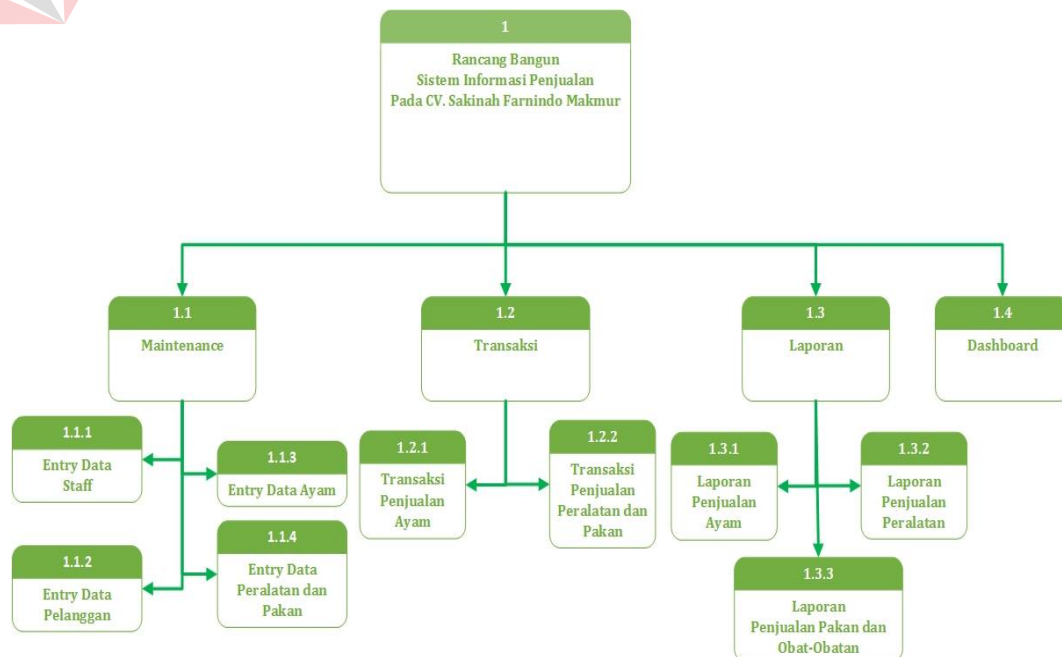 1
Rancang Bangun
Sistem Informasi Penjualan
Pada CV. Sakinah Farnindo Makmur
1.1
Maintenance
1.2
Transaksi
1.3
Laporan
1.4
Dashboard
1.1.1
Entry Data
Staff
1.1.3
Entry Data Ayam
1.1.2
Entry Data
Pelanggan
1.1.4
Entry Data
Peralatan dan
Pakan
1.2.1
Transaksi
Penjualan
Ayam
1.2.2
Transaksi
Penjualan
Peralatan dan
Pakan
1.3.1
Laporan
Penjualan
Ayam
1.3.2
Laporan
Penjualan
Peralatan
1.3.3
Laporan
Penjualan Pakan dan
Obat-Obatan